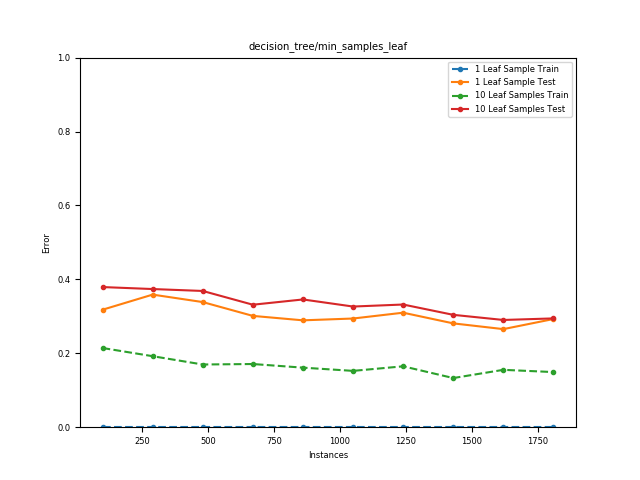 decision_tree/min_samples_leaf
1 Leaf Sample Train
1 Leaf Sample Test
10 Leaf Samples Train
10 Leaf Samples Test
1.0
0.8
0.6
0.4
0.2
0.0
Error
250 500 750 1000 1250 1500 1750
Instances